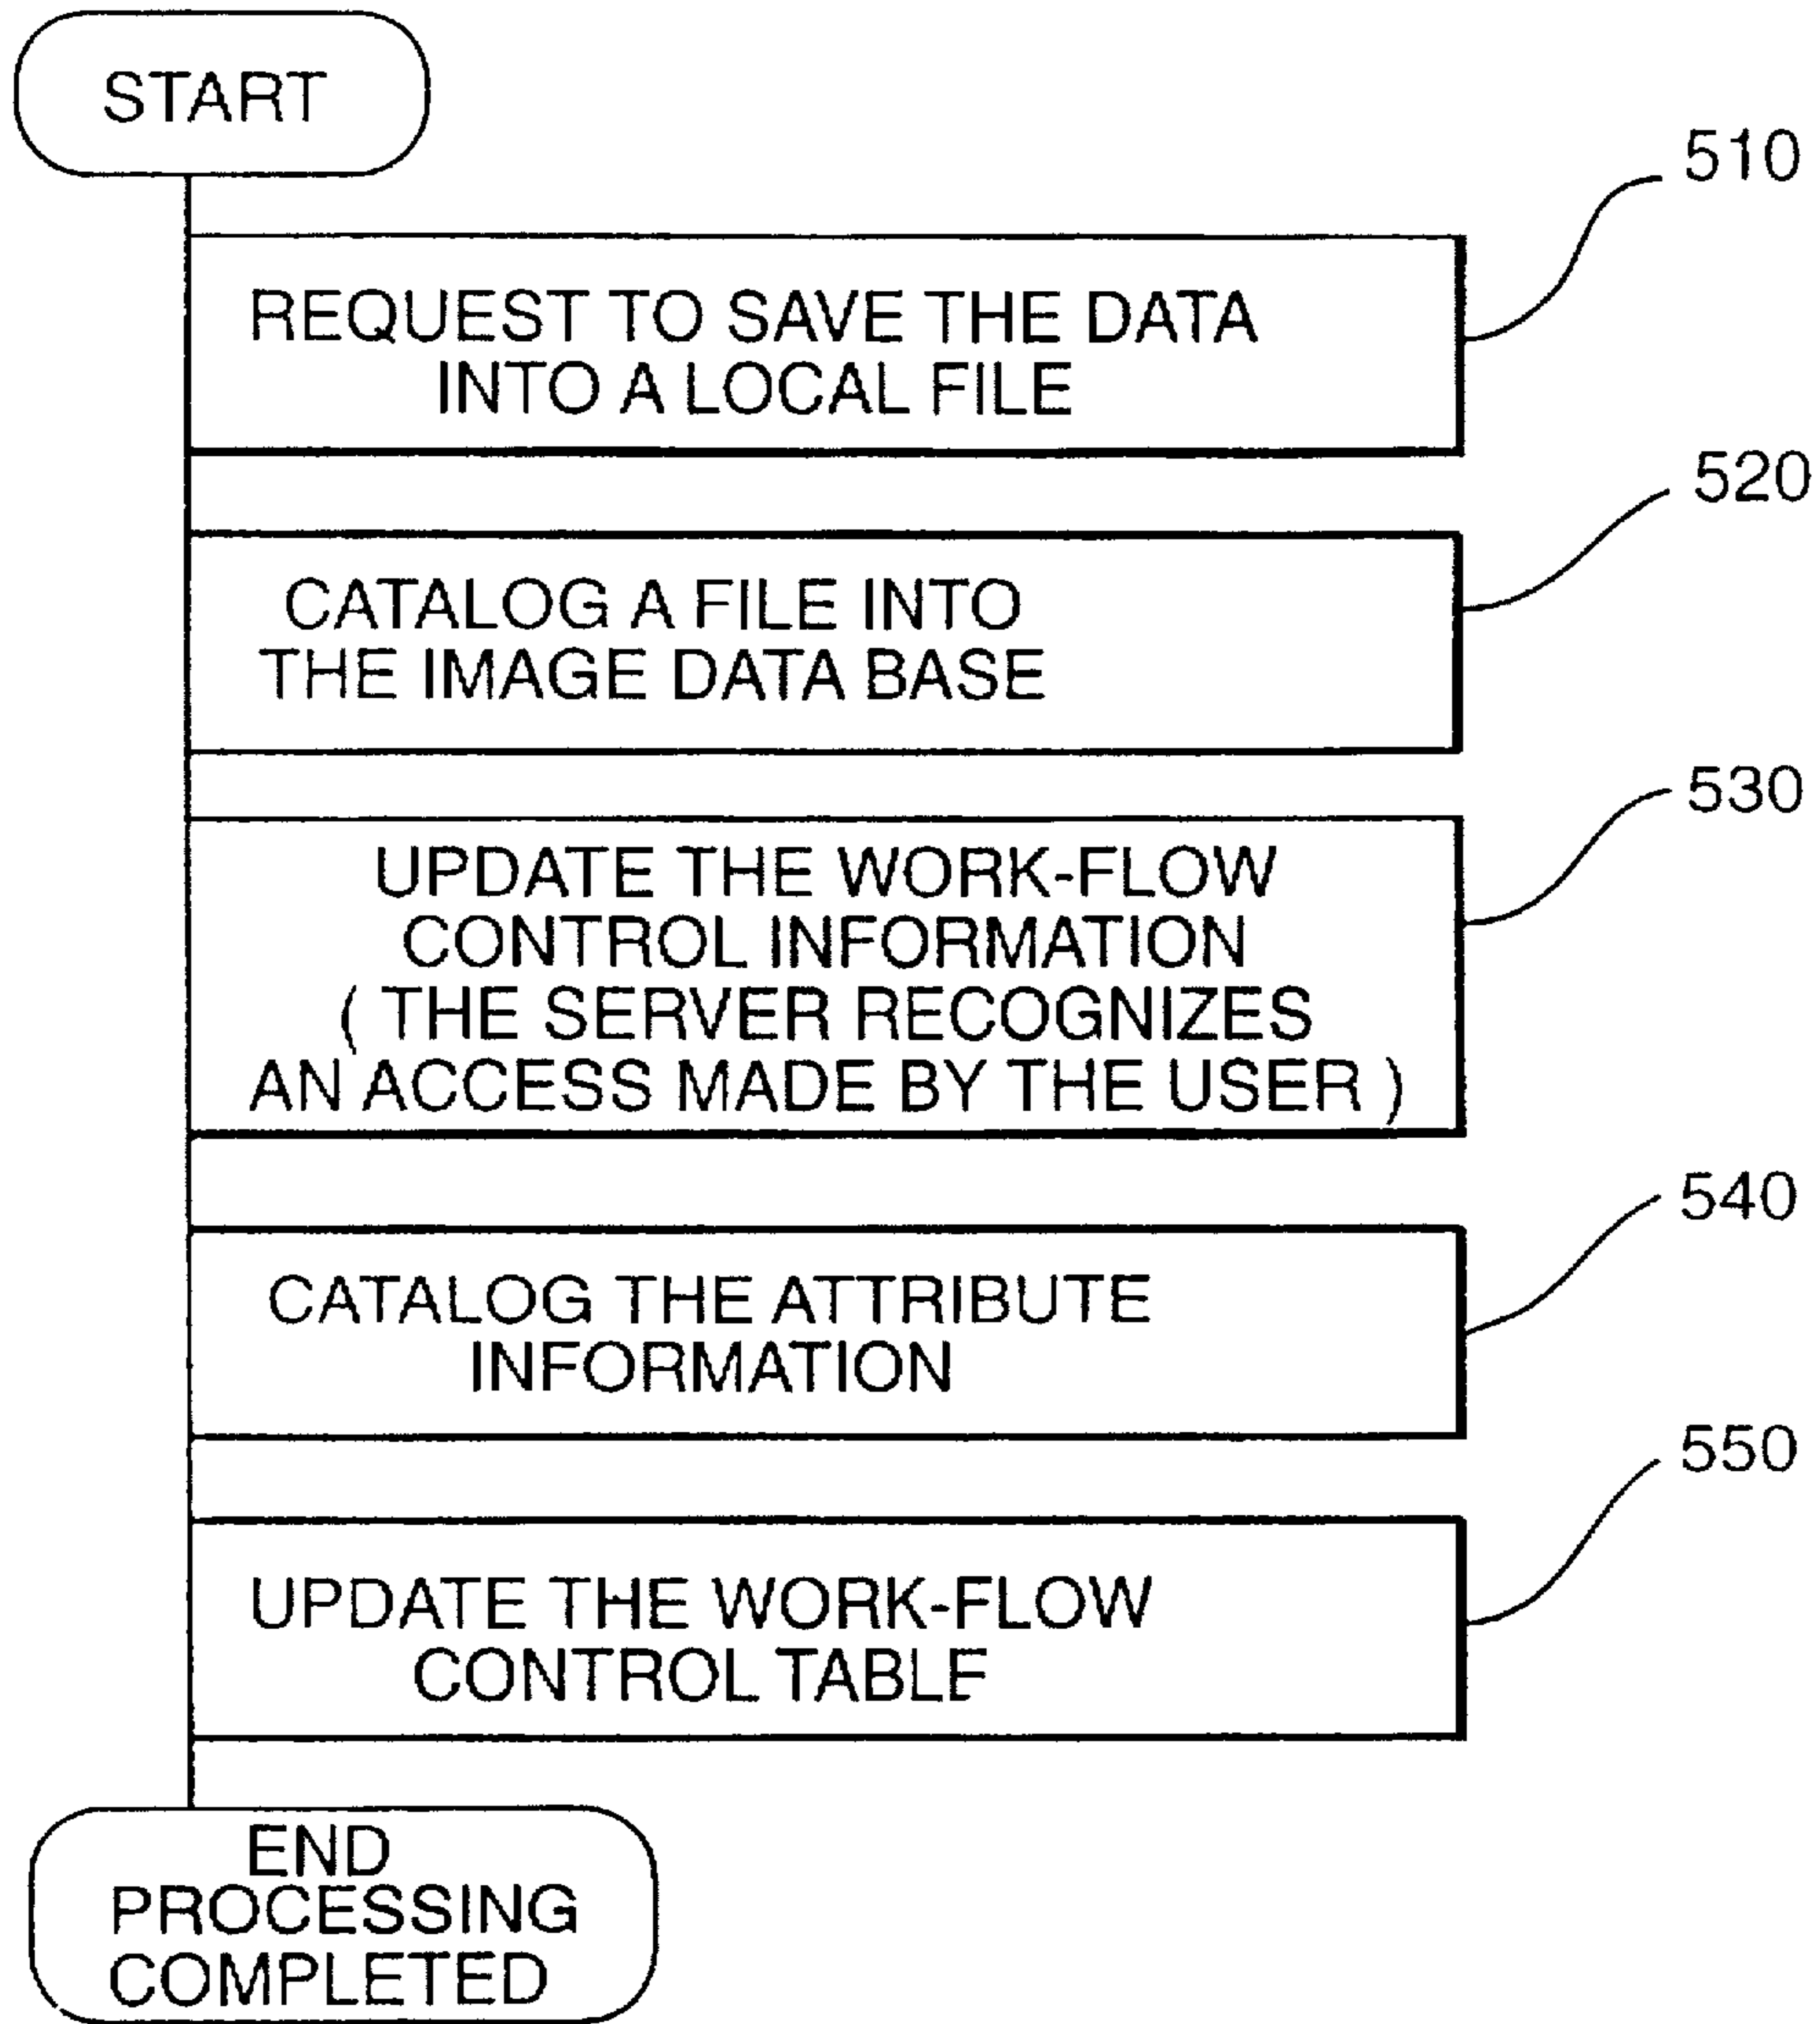 START
510
REQUEST TO SAVE THE DATA
INTO A LOCAL FILE
520
CATALOG A FILE INTO
THE IMAGE DATA BASE
530
UPDATE THE WORK-FLOW
CONTROL INFORMATION
( THE SERVER RECOGNIZES
AN ACCESS MADE BY THE USER )
540
CATALOG THE ATTRIBUTE
INFORMATION
550
UPDATE THE WORK-FLOW
CONTROL TABLE
END
PROCESSING
COMPLETED